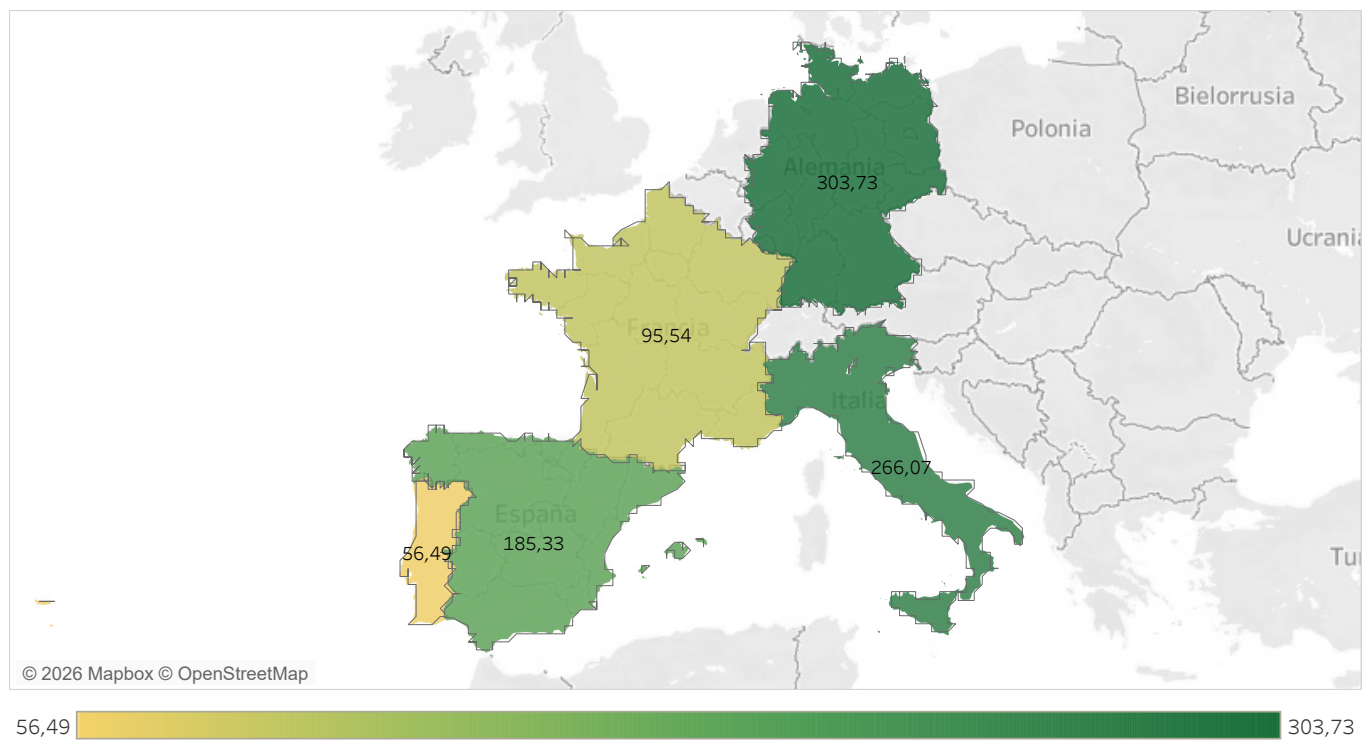 Bielorrusia
Polonia
Alemania
303,73
Ucrania
Francia
95,54
Italia
266,07
España
185,33
56,49
Tur
© 2026 Mapbox © OpenStreetMap
56,49
303,73